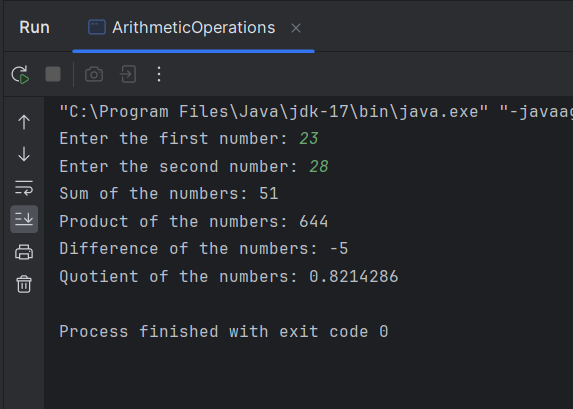 Run ArithmeticOperations
"C:\Program Files\Java\jdk-17\bin\java.exe" "-javaag
Enter the first number: 23
Enter the second number: 28
Sum of the numbers: 51
Product of the numbers: 644
Difference of the numbers: -5
Quotient of the numbers: 0.8214286
Process finished with exit code 0